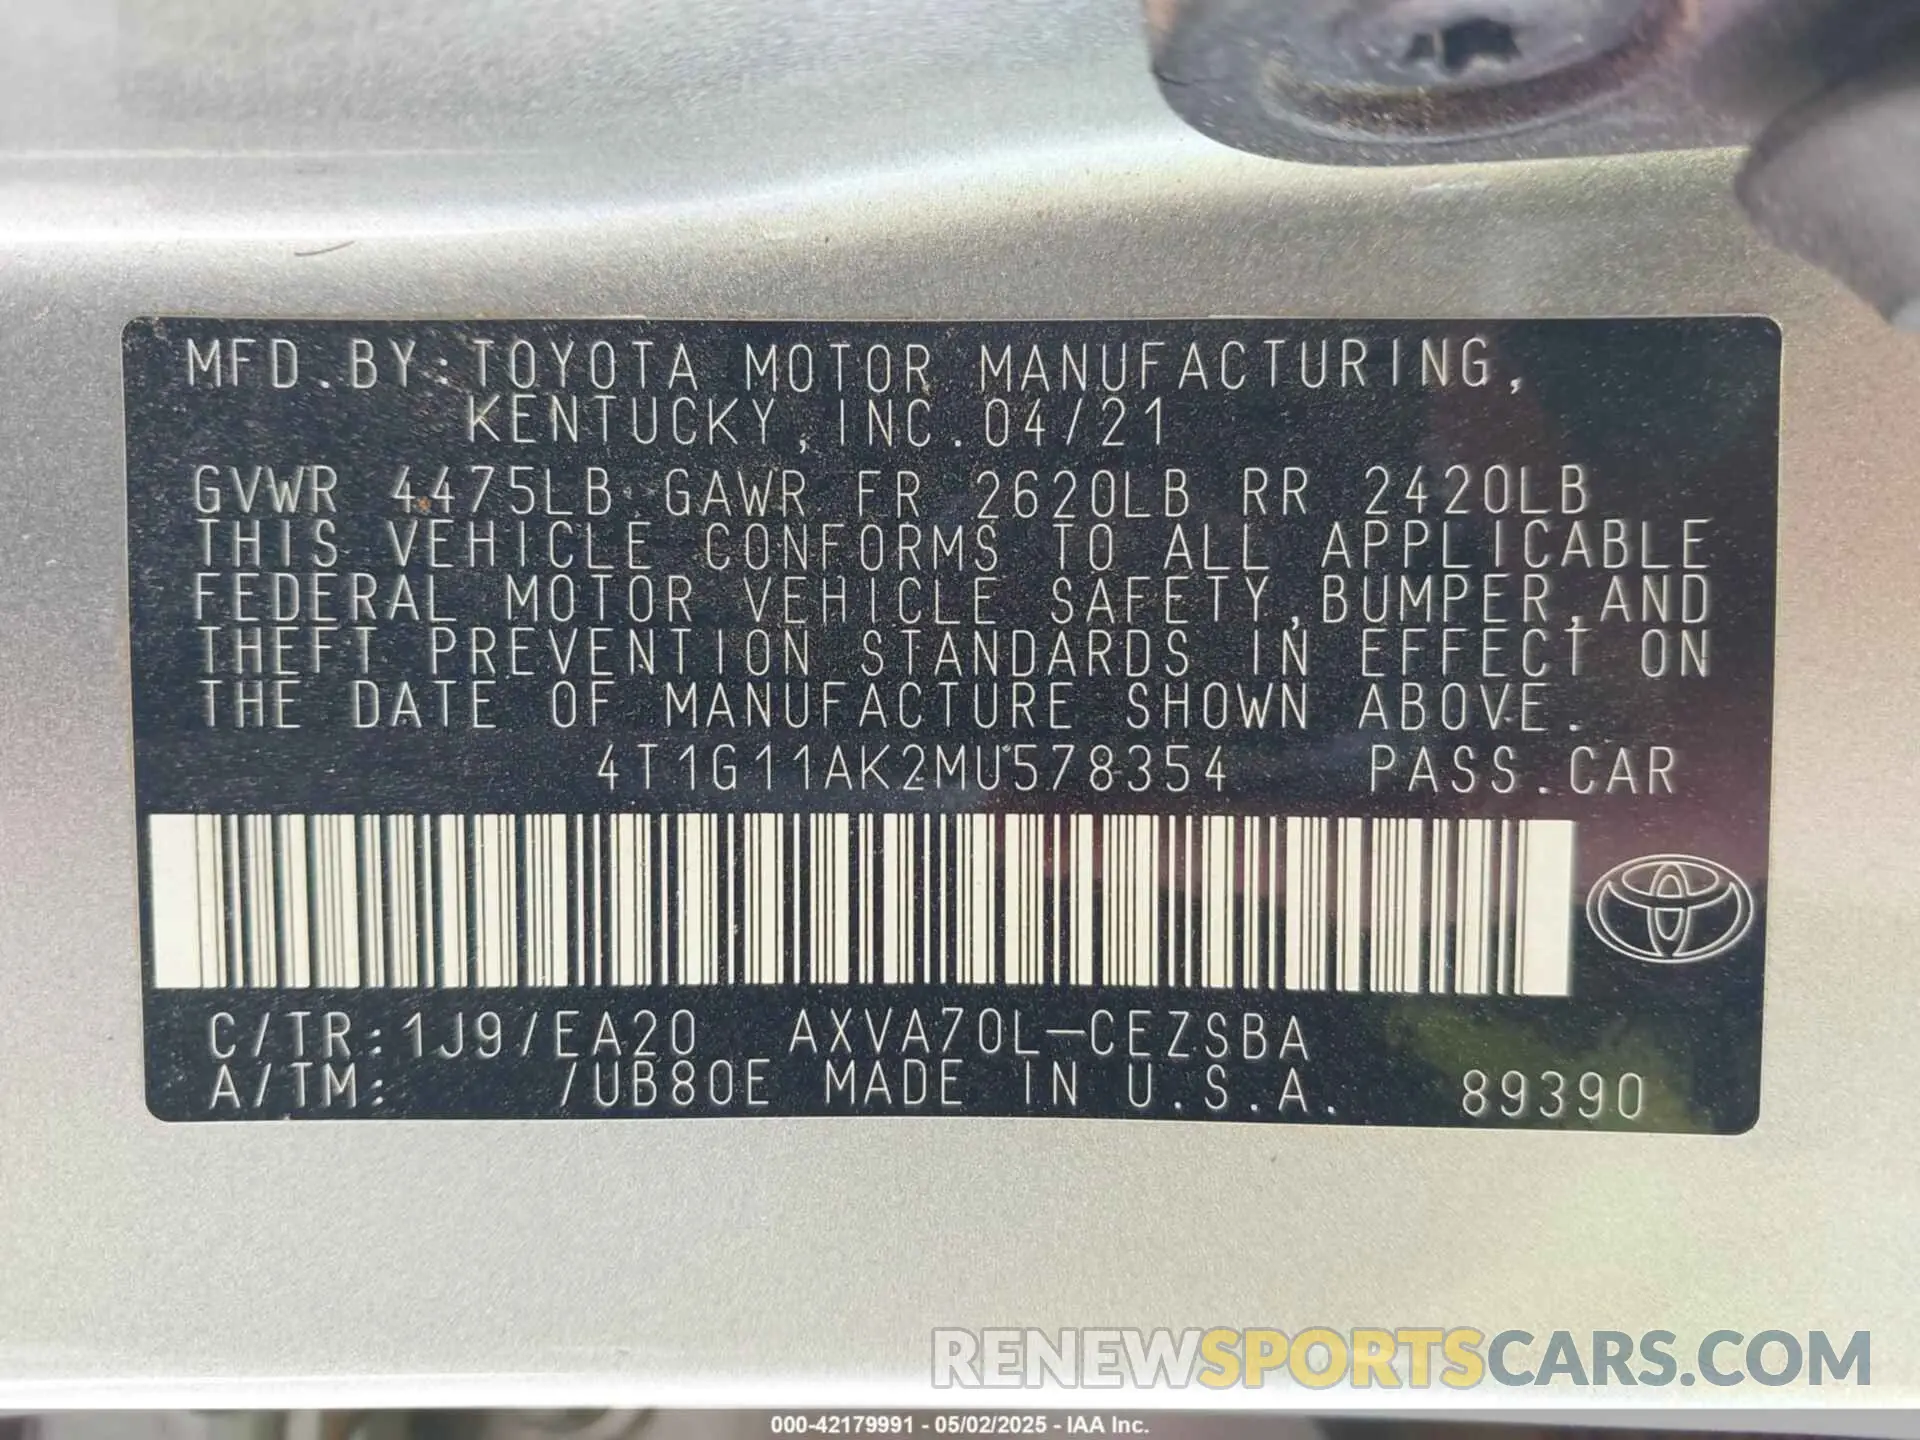 MFD.BY:TOYOTA MOTOR MANUFACTURING,
KENTUCKY, INC. 04/21
GVWR 4475LB GAWR FR 2620LB RR 2420LB
THIS VEHICLE CONFORMS TO ALL APPLICABLE
FEDERAL MOTOR VEHICLE SAFETY,BUMPER,AND
THEFT PREVENTION STANDARDS IN EFFECT ON
THE DATE OF MANUFACTURE SHOWN ABOVE.
4T1G11AK2MU578354 PASS.CAR
C/TR:1J9/EA20 AXVA70L-CEZSBA
A/TM: /UB80E MADE IN U.S.A. 89390
RENEWSPORTSCARS.COM
000-42179991 - 05/02/2025 - IAA Inc.